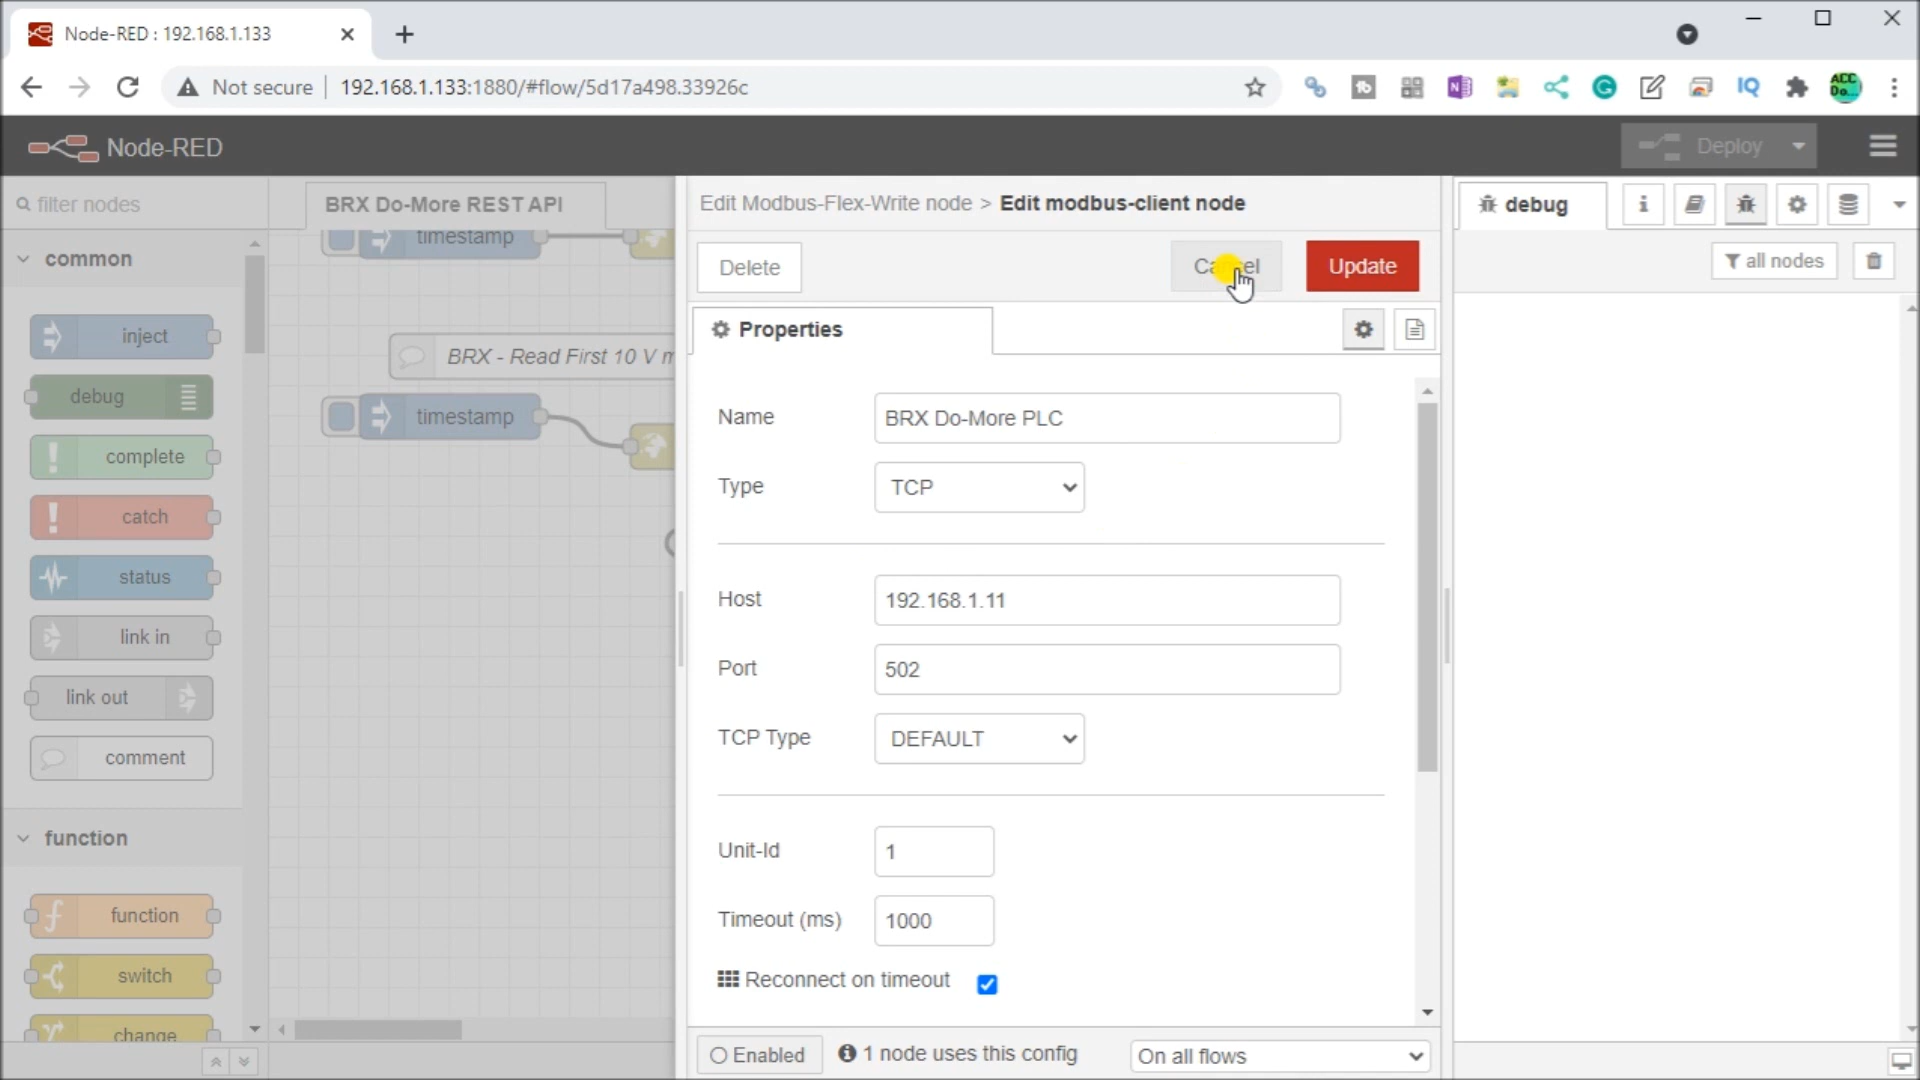 Node-RED : 192.168.1.133
Not secure
192.168.1.133:1880/#flow/5d17a498.33926c
IQ
ACC
Do...
Node-RED
Deploy
filter nodes
BRX Do-More REST API
Edit Modbus-Flex-Write node > Edit modbus-client node
debug
timestamp
common
Delete
Cancel
Update
all nodes
inject
Properties
BRX - Read First 10 V m
debug
timestamp
Name
BRX Do-More PLC
complete
Type
TCP
catch
status
Host
192.168.1.11
link in
Port
502
link out
TCP Type
DEFAULT
comment
function
Unit-Id
1
function
Timeout (ms)
1000
switch
Reconnect on timeout
change
Enabled
1 node uses this config
On all flows